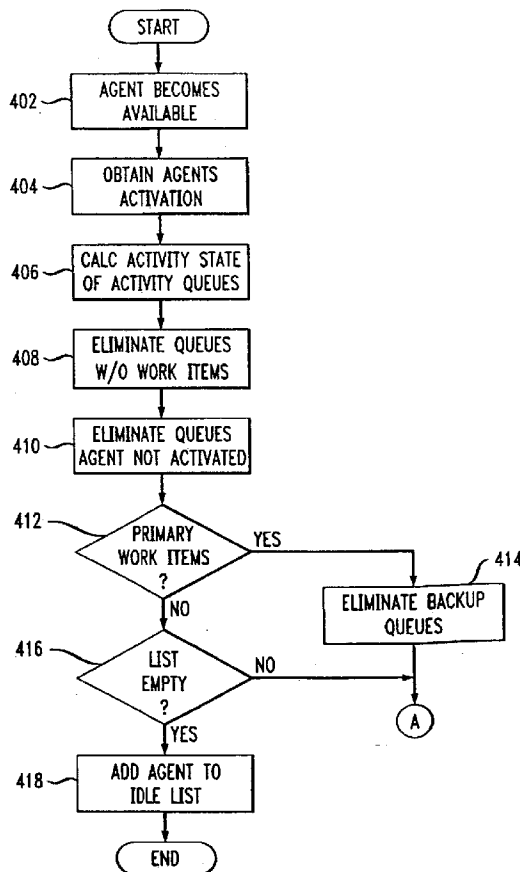 START
402
AGENT BECOMES
AVAILABLE
404
OBTAIN AGENTS
ACTIVATION
406
CALC ACTIVITY STATE
OF ACTIVITY QUEUES
408
ELIMINATE QUEUES
W/O WORK ITEMS
410
ELIMINATE QUEUES
AGENT NOT ACTIVATED
412
PRIMARY
WORK ITEMS
?
YES
NO
414
ELIMINATE BACKUP
QUEUES
416
LIST
EMPTY
?
NO
A
YES
418
ADD AGENT TO
IDLE LIST
END